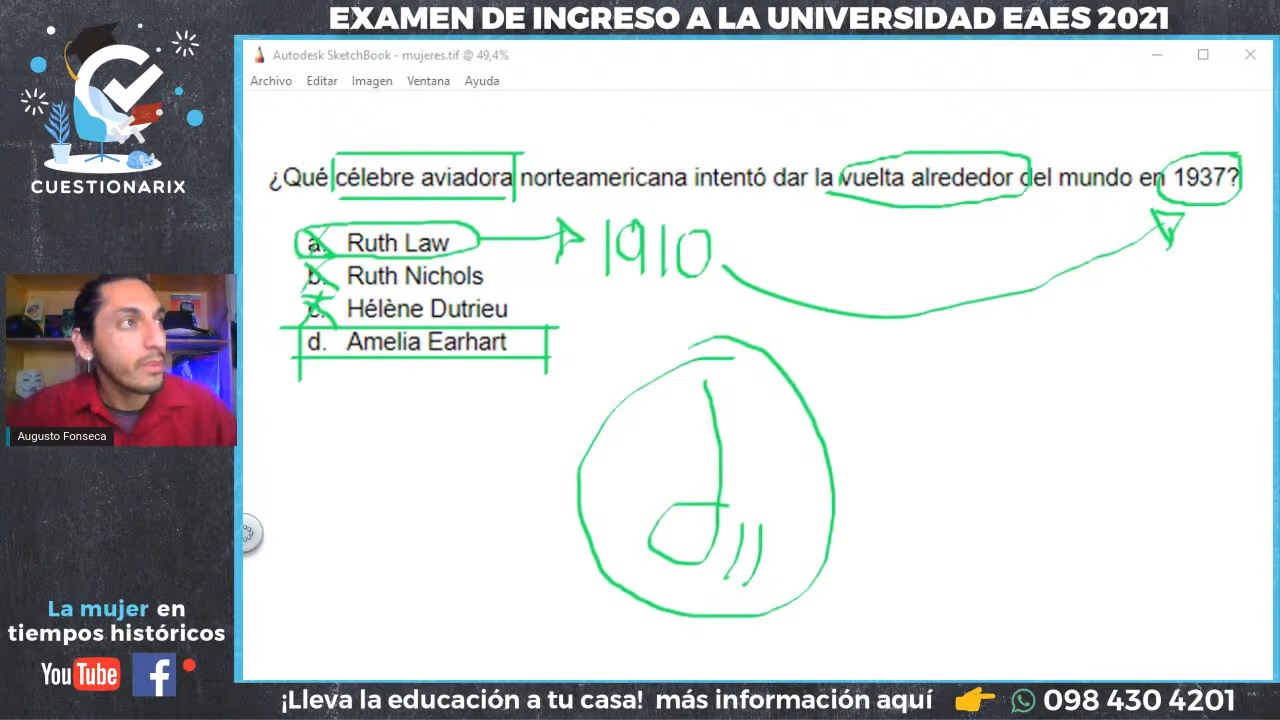 EXAMEN DE INGRESO A LA UNIVERSIDAD EAES 2021
Autodesk SketchBook - mujeres.tif @ 49,4%
Archivo Editar Imagen Ventana Ayuda
CUESTIONARIX
¿Qué célebre aviadora norteamericana intentó dar la vuelta alrededor del mundo en 1937?
a. Ruth Law
1910
b. Ruth Nichols
c. Hélène Dutrieu
d. Amelia Earhart
d
Augusto Fonseca
La mujer en
tiempos históricos
YouTube f
¡Lleva la educación a tu casa! más información aquí 098 430 4201